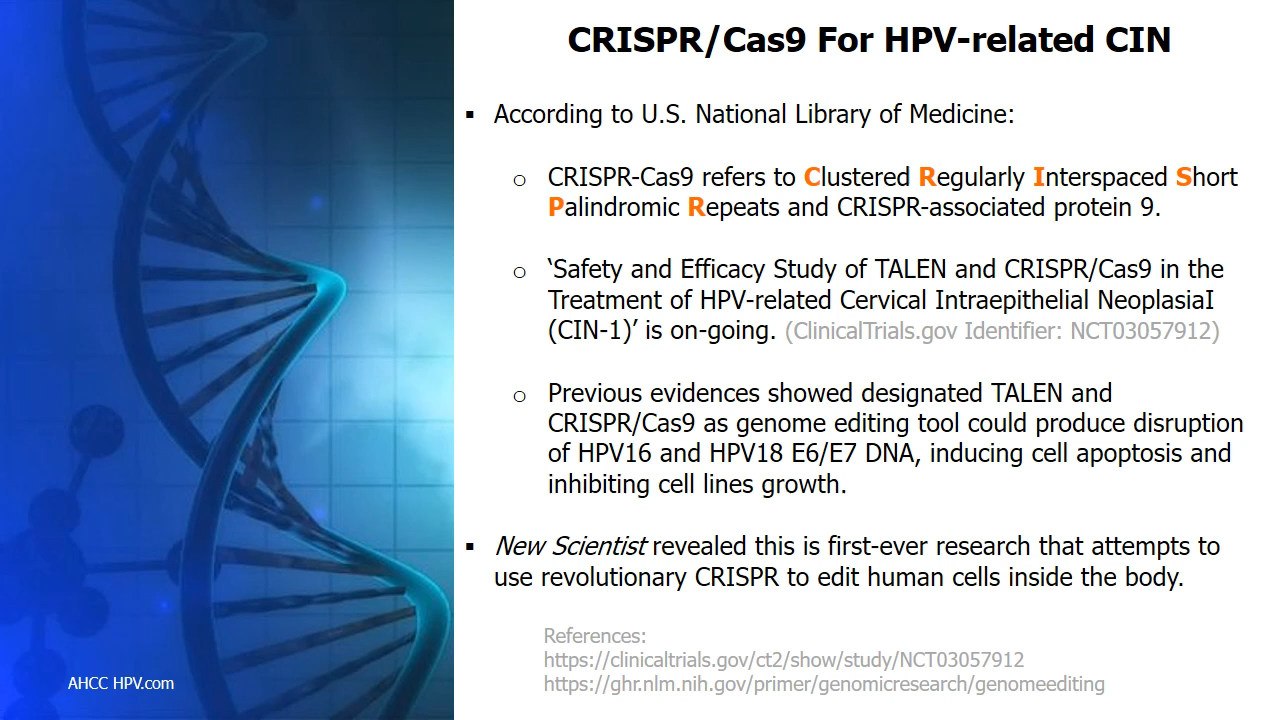 CRISPR/Cas9 For HPV-related CIN
▪ According to U.S. National Library of Medicine:
o CRISPR-Cas9 refers to Clustered Regularly Interspaced Short
Palindromic Repeats and CRISPR-associated protein 9.
o ‘Safety and Efficacy Study of TALEN and CRISPR/Cas9 in the
Treatment of HPV-related Cervical Intraepithelial NeoplasiaI
(CIN-1)’ is on-going. (ClinicalTrials.gov Identifier: NCT03057912)
o Previous evidences showed designated TALEN and
CRISPR/Cas9 as genome editing tool could produce disruption
of HPV16 and HPV18 E6/E7 DNA, inducing cell apoptosis and
inhibiting cell lines growth.
▪ New Scientist revealed this is first-ever research that attempts to
use revolutionary CRISPR to edit human cells inside the body.
References:
https://clinicaltrials.gov/ct2/show/study/NCT03057912
https://ghr.nlm.nih.gov/primer/genomicresearch/genomeediting
AHCC HPV.com